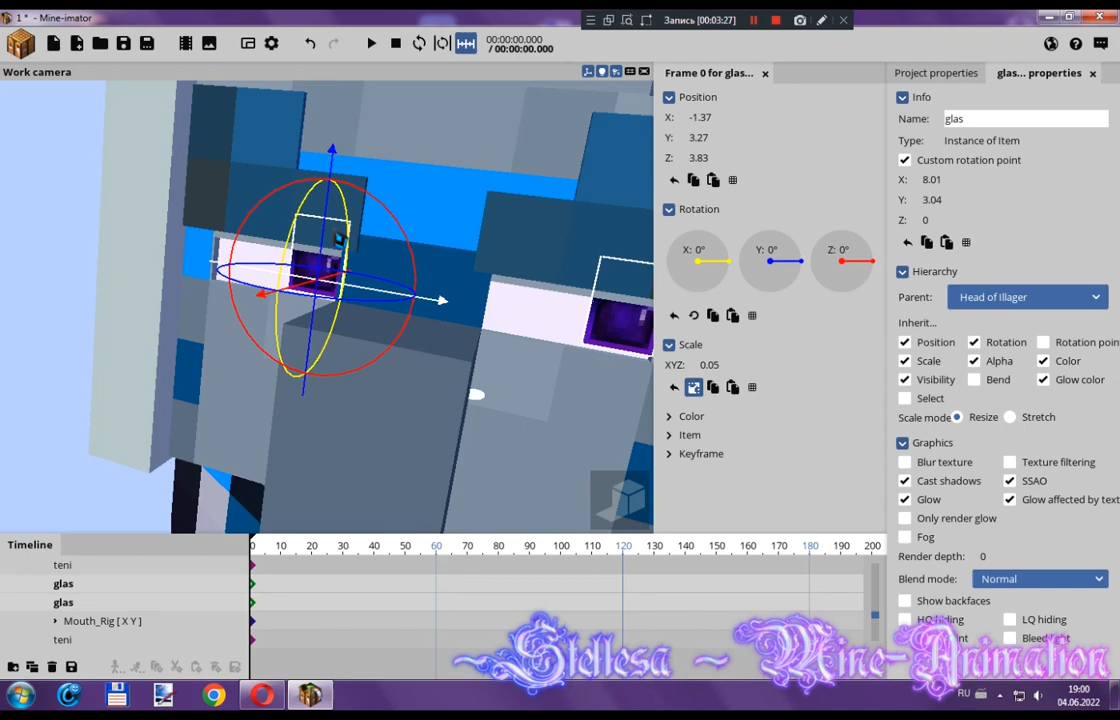 1 * - Mine-imator
Запись [00:03:27]
00:00:00.000
/ 00:00:00.000
Work camera
Frame 0 for glas...
Position
X: -1.37
Y: 3.27
Z: 3.83
Rotation
X: 0° Y: 0° Z: 0°
Scale
XYZ: 0.05
Color
Item
Keyframe
Project properties glas... properties
Info
Name: glas
Type: Instance of Item
Custom rotation point
X: 8.01
Y: 3.04
Z: 0
Hierarchy
Parent: Head of Illager
Inherit...
Position Rotation Rotation poin
Scale Alpha Color
Visibility Bend Glow color
Select
Scale mode Resize Stretch
Graphics
Blur texture Texture filtering
Cast shadows SSAO
Glow Glow affected by text
Only render glow
Fog
Render depth: 0
Blend mode: Normal
Show backfaces
HQ hiding LQ hiding
Bleed light
Timeline
0 10 20 30 40 50 60 70 80 90 100 110 120 130 140 150 160 170 180 190 200
teni
glas
glas
Mouth_Rig [ X Y ]
teni
~Stellesa ~ Mine-Animation
RU
19:00
04.06.2022